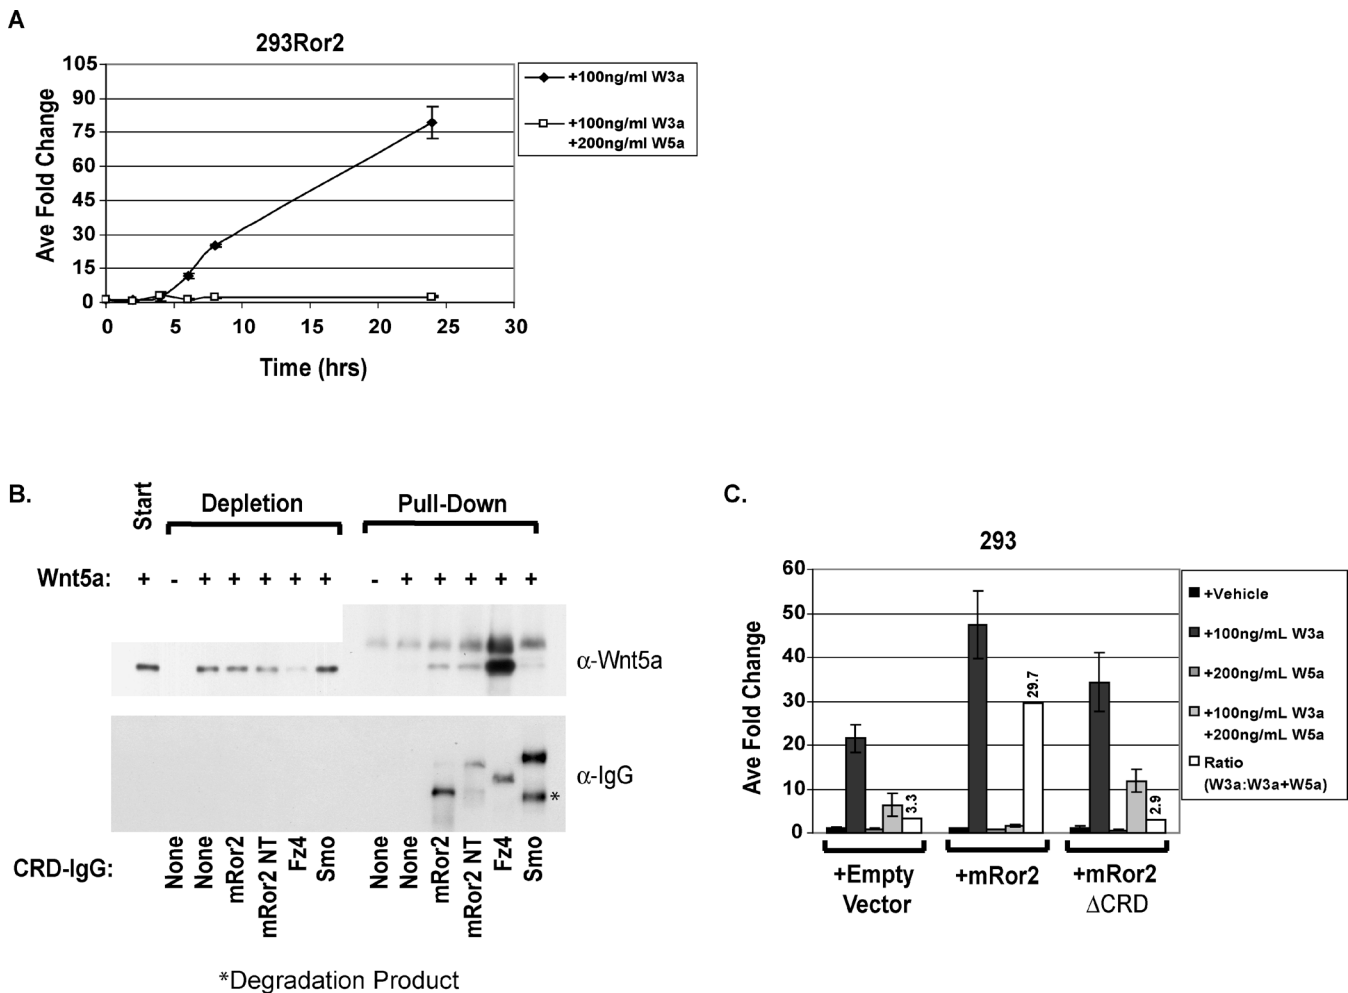 A
293Ror2
105
90
75
60
45
30
15
0
Ave Fold Change
0 5 10 15 20 25 30
Time (hrs)
+100ng/ml W3a
+100ng/ml W3a
+200ng/ml W5a
B.
Start
Depletion
Pull-Down
Wnt5a: + - + + + + + - + + + + +
α-Wnt5a
α-IgG
*
CRD-IgG: None None mRor2 mRor2 NT Fz4 Smo None None mRor2 mRor2 NT Fz4 Smo
*Degradation Product
C.
293
60
50
40
30
20
10
0
Ave Fold Change
3.3
29.7
2.9
+Empty
Vector
+mRor2
+mRor2
ΔCRD
+Vehicle
+100ng/mL W3a
+200ng/mL W5a
+100ng/mL W3a
+200ng/mL W5a
Ratio
(W3a:W3a+W5a)